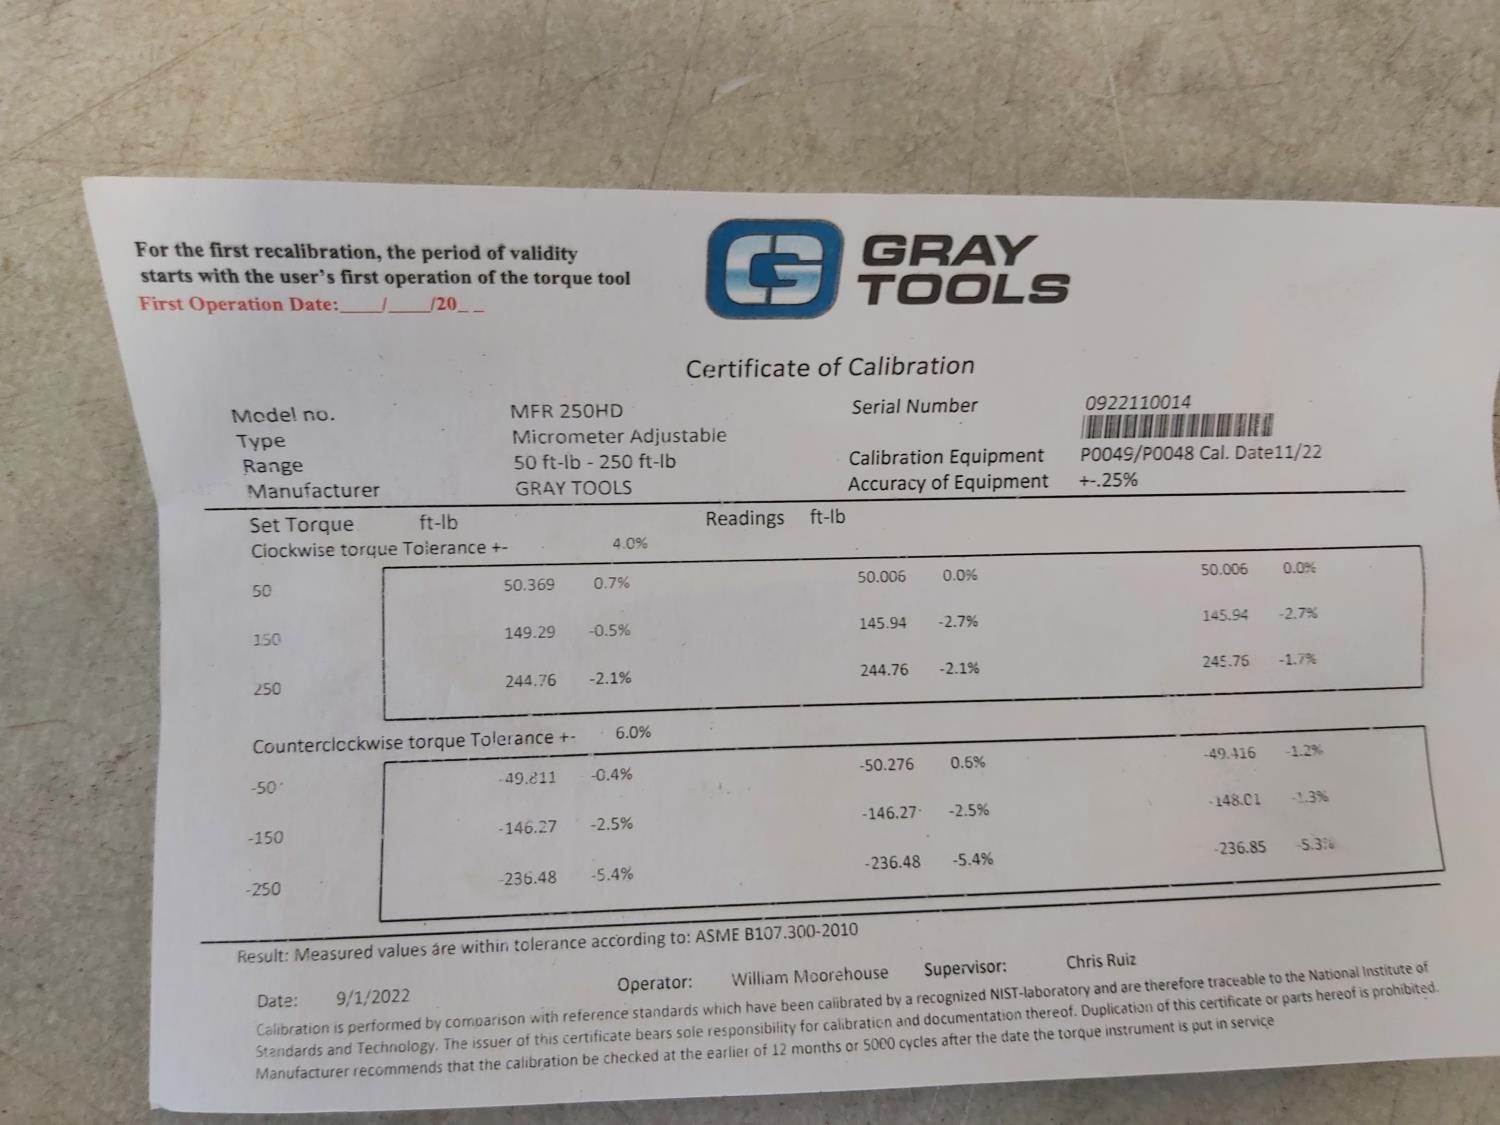 For the first recalibration, the period of validity
starts with the user's first operation of the torque tool
First Operation Date:____/____/20_ _
GRAY
TOOLS
Certificate of Calibration
Model no. MFR 250HD Serial Number 0922110014
Type Micrometer Adjustable
Range 50 ft-lb - 250 ft-lb Calibration Equipment P0049/P0048 Cal. Date11/22
Manufacturer GRAY TOOLS Accuracy of Equipment +-.25%
Set Torque ft-lb Readings ft-lb
Clockwise torque Tolerance +- 4.0%
50 50.369 0.7% 50.006 0.0% 50.006 0.0%
150 149.29 -0.5% 145.94 -2.7% 145.94 -2.7%
250 244.76 -2.1% 244.76 -2.1% 245.76 -1.7%
Counterclockwise torque Tolerance +- 6.0%
-50 -49.811 -0.4% -50.276 0.6% -49.416 -1.2%
-150 -146.27 -2.5% -146.27 -2.5% -148.01 -1.3%
-250 -236.48 -5.4% -236.48 -5.4% -236.85 -5.3%
Result: Measured values are within tolerance according to: ASME B107.300-2010
Date: 9/1/2022 Operator: William Moorehouse Supervisor: Chris Ruiz
Calibration is performed by comparison with reference standards which have been calibrated by a recognized NIST-laboratory and are therefore traceable to the National Institute of
Standards and Technology. The issuer of this certificate bears sole responsibility for calibration and documentation thereof. Duplication of this certificate or parts hereof is prohibited.
Manufacturer recommends that the calibration be checked at the earlier of 12 months or 5000 cycles after the date the torque instrument is put in service